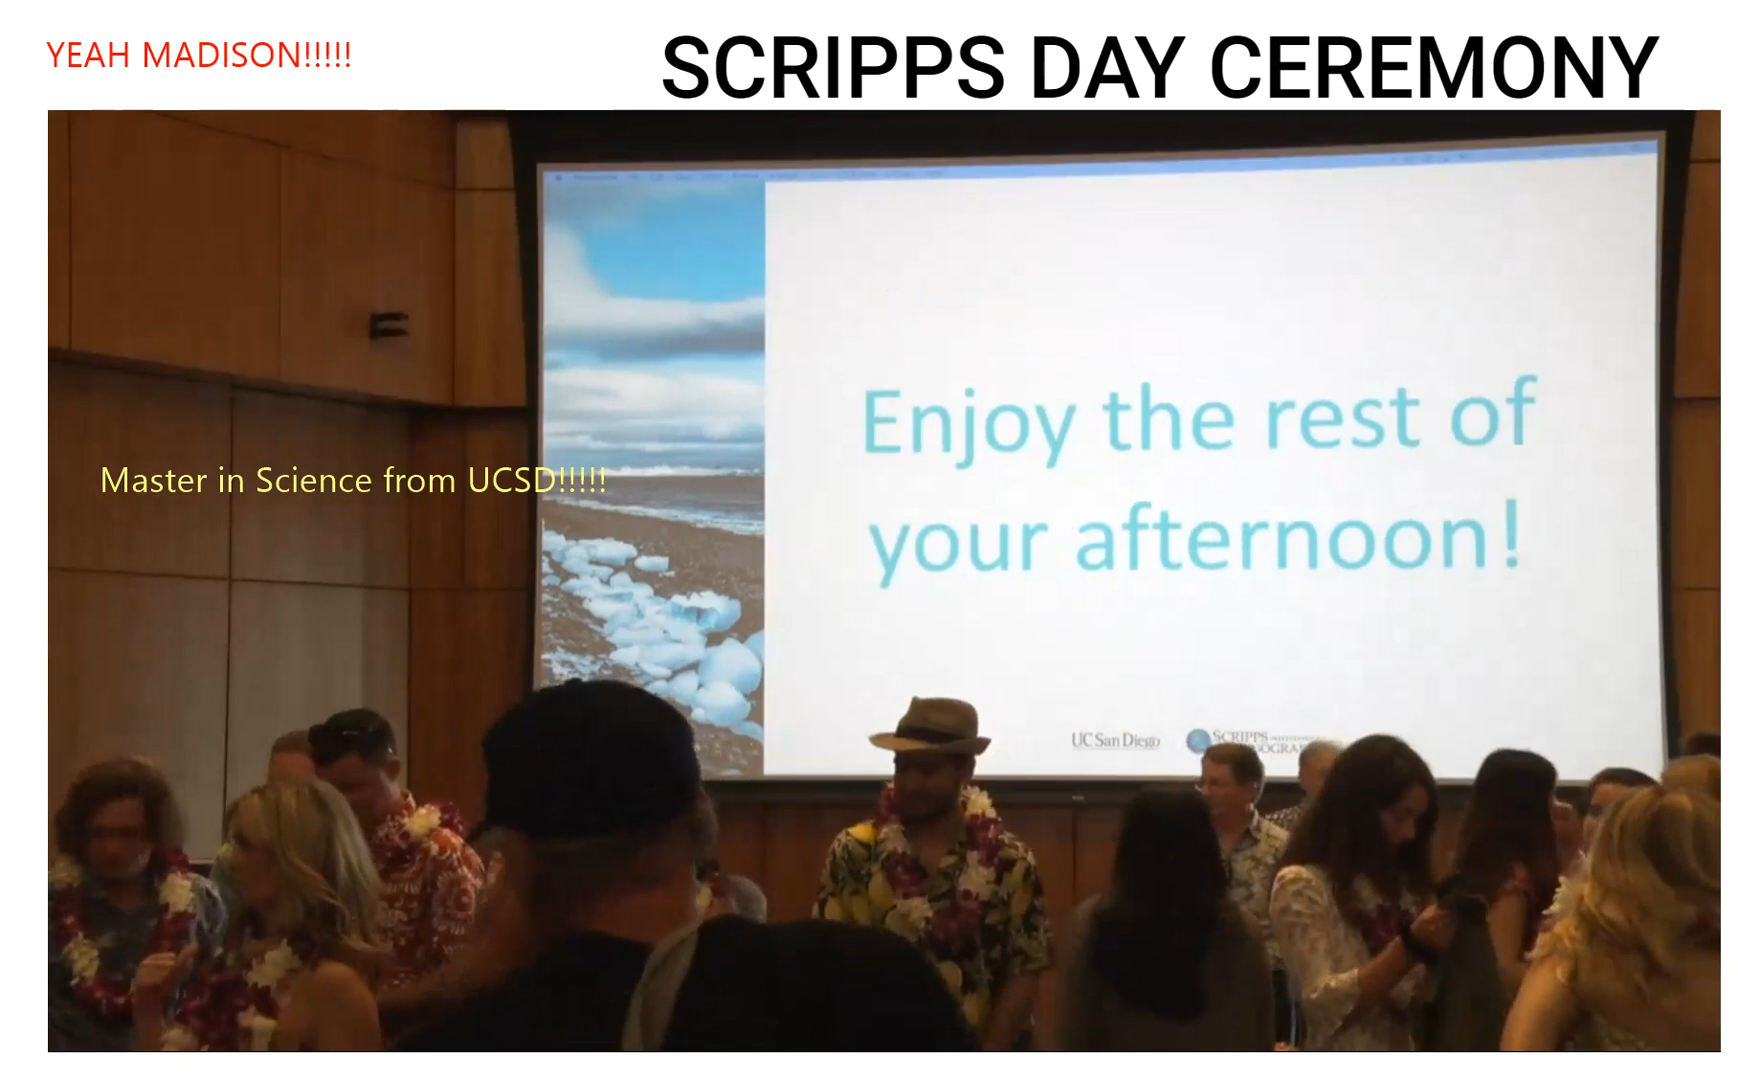 YEAH MADISON!!!!!
SCRIPPS DAY CEREMONY
Enjoy the rest of
your afternoon!
Master in Science from UCSD!!!!!
UC San Diego
SCRIPPS